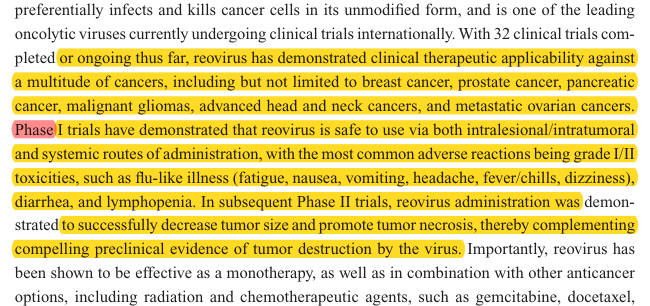 preferentially infects and kills cancer cells in its unmodified form, and is one of the leading
oncolytic viruses currently undergoing clinical trials internationally. With 32 clinical trials com-
pleted or ongoing thus far, reovirus has demonstrated clinical therapeutic applicability against
a multitude of cancers, including but not limited to breast cancer, prostate cancer, pancreatic
cancer, malignant gliomas, advanced head and neck cancers, and metastatic ovarian cancers.
Phase I trials have demonstrated that reovirus is safe to use via both intralesional/intratumoral
and systemic routes of administration, with the most common adverse reactions being grade I/II
toxicities, such as flu-like illness (fatigue, nausea, vomiting, headache, fever/chills, dizziness),
diarrhea, and lymphopenia. In subsequent Phase II trials, reovirus administration was demon-
strated to successfully decrease tumor size and promote tumor necrosis, thereby complementing
compelling preclinical evidence of tumor destruction by the virus. Importantly, reovirus has
been shown to be effective as a monotherapy, as well as in combination with other anticancer
options, including radiation and chemotherapeutic agents, such as gemcitabine, docetaxel,